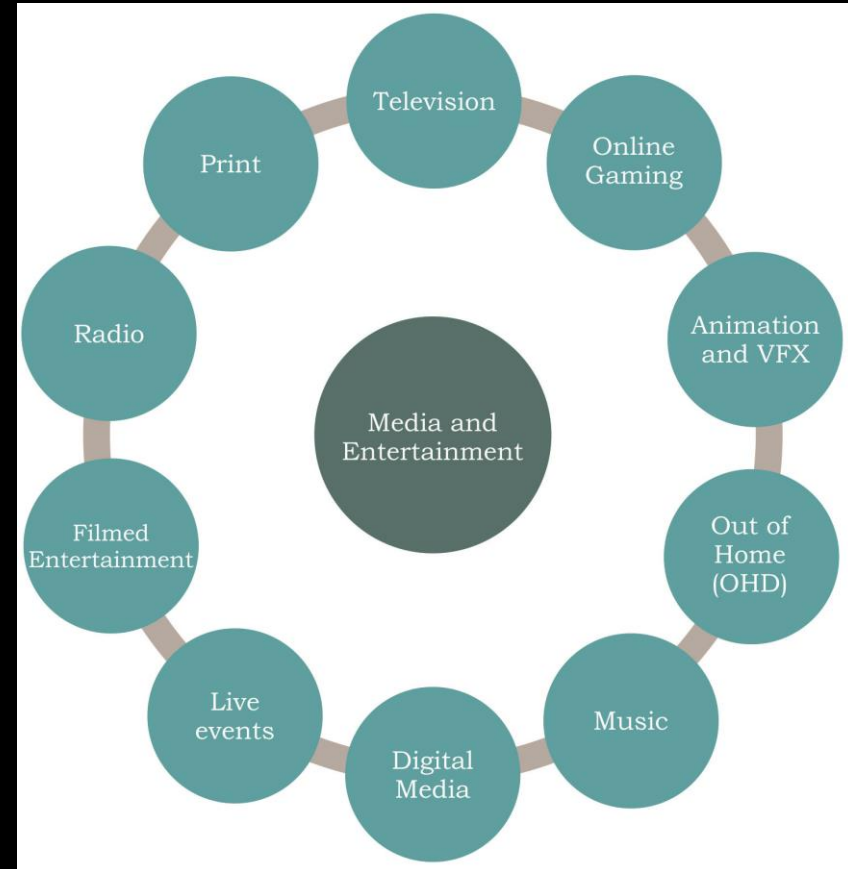 Television
Online
Gaming
Animation
and VFX
Out of
Home
(OHD)
Music
Digital
Media
Live
events
Filmed
Entertainment
Radio
Print
Media and
Entertainment